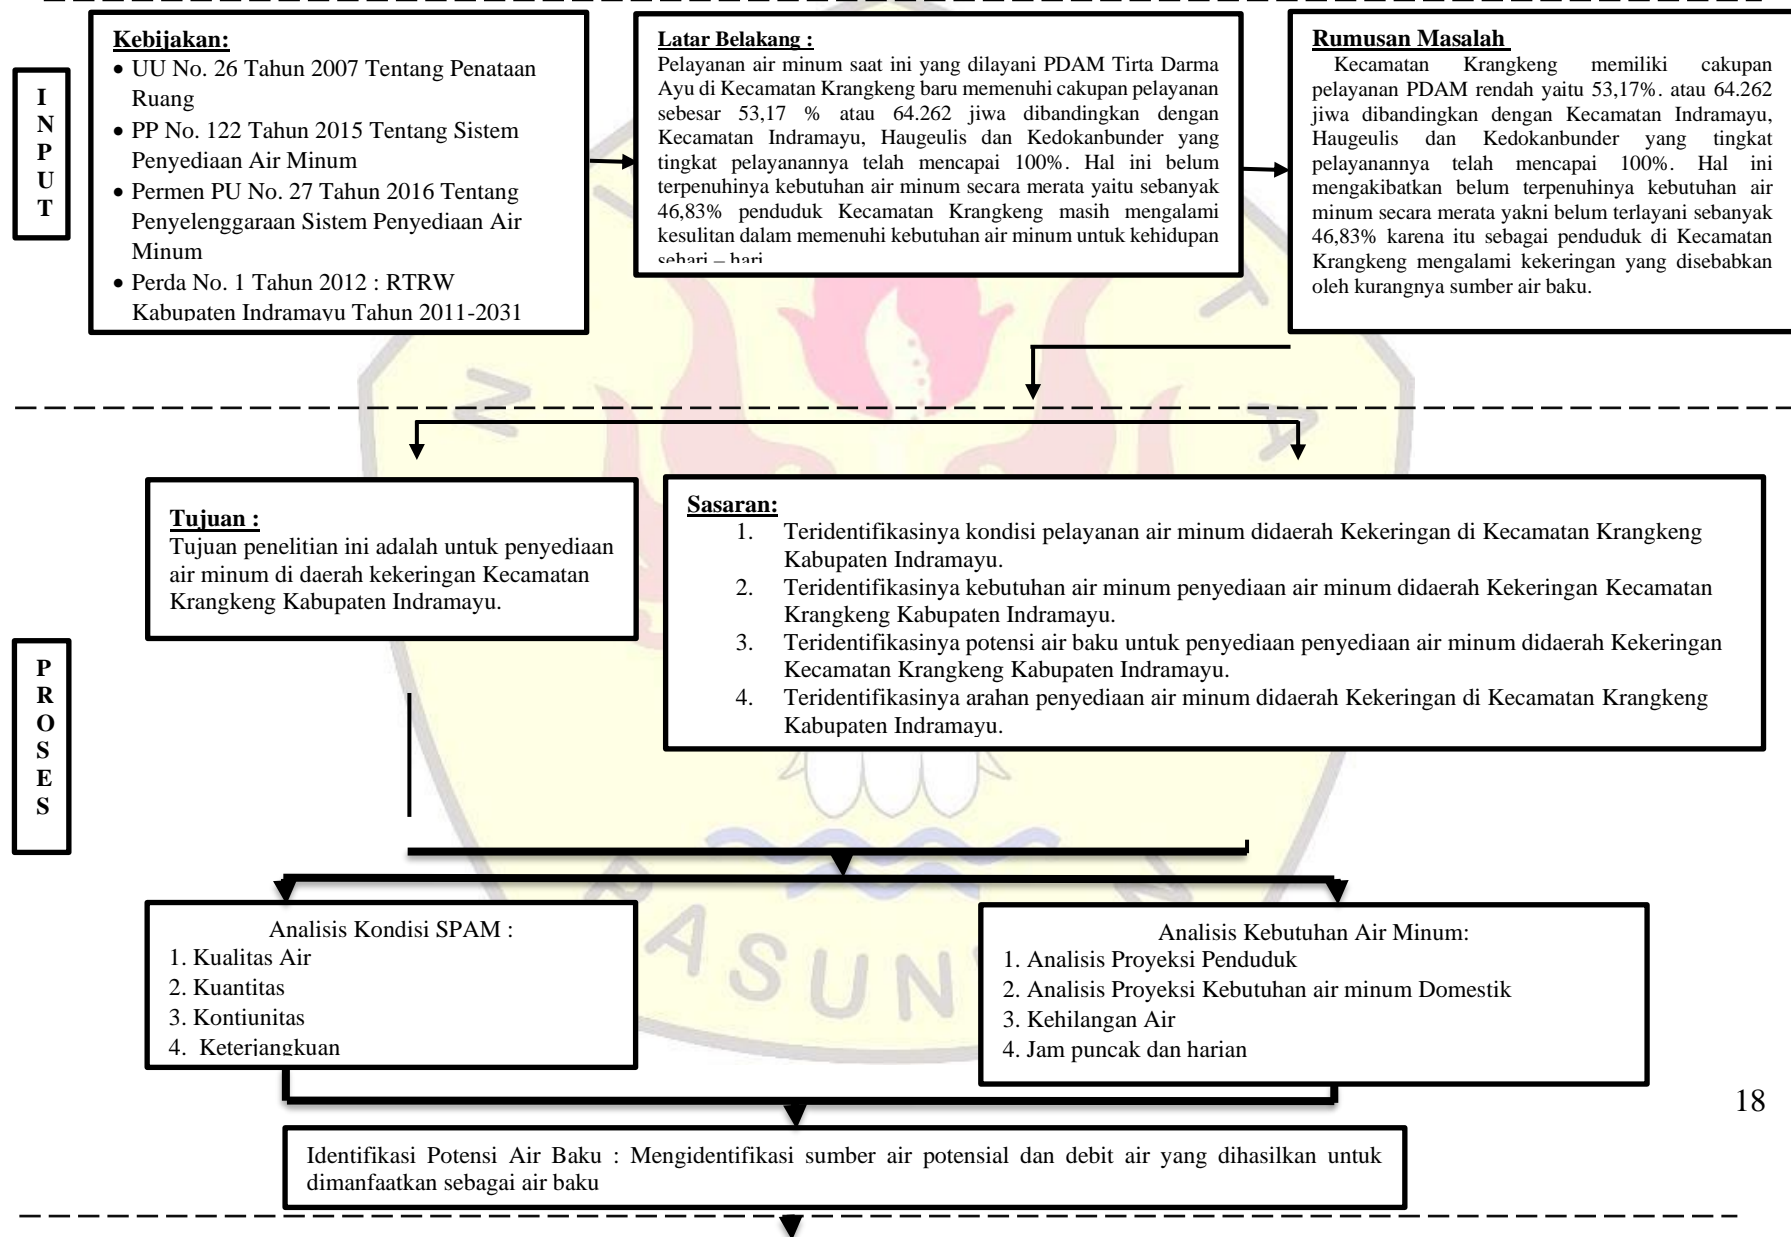 INPUT
Kebijakan:
• UU No. 26 Tahun 2007 Tentang Penataan
Ruang
• PP No. 122 Tahun 2015 Tentang Sistem
Penyediaan Air Minum
• Permen PU No. 27 Tahun 2016 Tentang
Penyelenggaraan Sistem Penyediaan Air
Minum
• Perda No. 1 Tahun 2012 : RTRW
Kabupaten Indramayu Tahun 2011-2031
Latar Belakang :
Pelayanan air minum saat ini yang dilayani PDAM Tirta Darma
Ayu di Kecamatan Krangkeng baru memenuhi cakupan pelayanan
sebesar 53,17 % atau 64.262 jiwa dibandingkan dengan
Kecamatan Indramayu, Haugeulis dan Kedokanbunder yang
tingkat pelayanannya telah mencapai 100%. Hal ini belum
terpenuhinya kebutuhan air minum secara merata yaitu sebanyak
46,83% penduduk Kecamatan Krangkeng masih mengalami
kesulitan dalam memenuhi kebutuhan air minum untuk kehidupan
sehari – hari
Rumusan Masalah
Kecamatan Krangkeng memiliki cakupan
pelayanan PDAM rendah yaitu 53,17%. atau 64.262
jiwa dibandingkan dengan Kecamatan Indramayu,
Haugeulis dan Kedokanbunder yang tingkat
pelayanannya telah mencapai 100%. Hal ini
mengakibatkan belum terpenuhinya kebutuhan air
minum secara merata yakni belum terlayani sebanyak
46,83% karena itu sebagai penduduk di Kecamatan
Krangkeng mengalami kekeringan yang disebabkan
oleh kurangnya sumber air baku.
PROSES
Tujuan :
Tujuan penelitian ini adalah untuk penyediaan
air minum di daerah kekeringan Kecamatan
Krangkeng Kabupaten Indramayu.
Sasaran:
1. Teridentifikasinya kondisi pelayanan air minum didaerah Kekeringan di Kecamatan Krangkeng
Kabupaten Indramayu.
2. Teridentifikasinya kebutuhan air minum penyediaan air minum didaerah Kekeringan Kecamatan
Krangkeng Kabupaten Indramayu.
3. Teridentifikasinya potensi air baku untuk penyediaan penyediaan air minum didaerah Kekeringan
Kecamatan Krangkeng Kabupaten Indramayu.
4. Teridentifikasinya arahan penyediaan air minum didaerah Kekeringan di Kecamatan Krangkeng
Kabupaten Indramayu.
Analisis Kondisi SPAM :
1. Kualitas Air
2. Kuantitas
3. Kontiunitas
4. Keterjangkuan
Analisis Kebutuhan Air Minum:
1. Analisis Proyeksi Penduduk
2. Analisis Proyeksi Kebutuhan air minum Domestik
3. Kehilangan Air
4. Jam puncak dan harian
18
Identifikasi Potensi Air Baku : Mengidentifikasi sumber air potensial dan debit air yang dihasilkan untuk
dimanfaatkan sebagai air baku